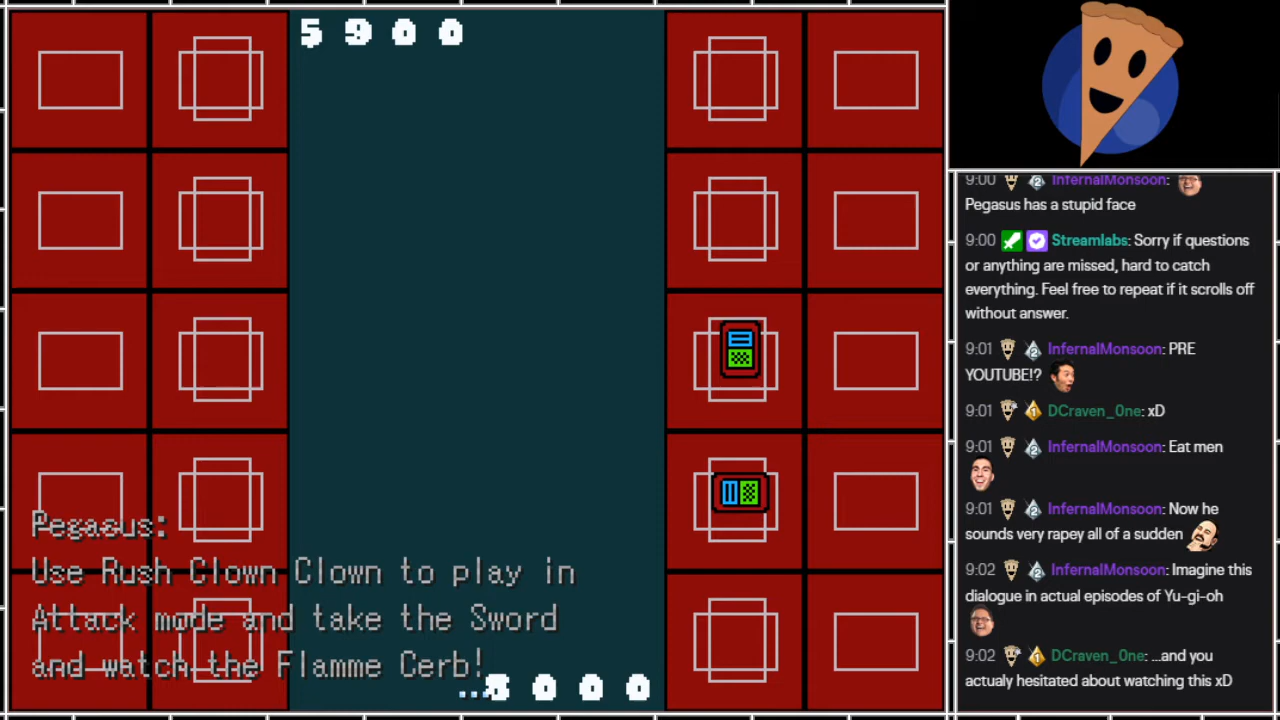 5900
Pegasus:
Use Rush Clown Clown to play in
Attack mode and take the Sword
and watch the Flamme Cerb!
...
000
9:00 InfernalMonsoon:
Pegasus has a stupid face
9:00 Streamlabs: Sorry if questions
or anything are missed, hard to catch
everything. Feel free to repeat if it scrolls off
without answer.
9:01 InfernalMonsoon: PRE
YOUTUBE!?
9:01 DCraven_One: xD
9:01 InfernalMonsoon: Eat men
9:01 InfernalMonsoon: Now he
sounds very rapey all of a sudden
9:02 InfernalMonsoon: Imagine this
dialogue in actual episodes of Yu-gi-oh
9:02 DCraven_One: ...and you
actualy hesitated about watching this xD